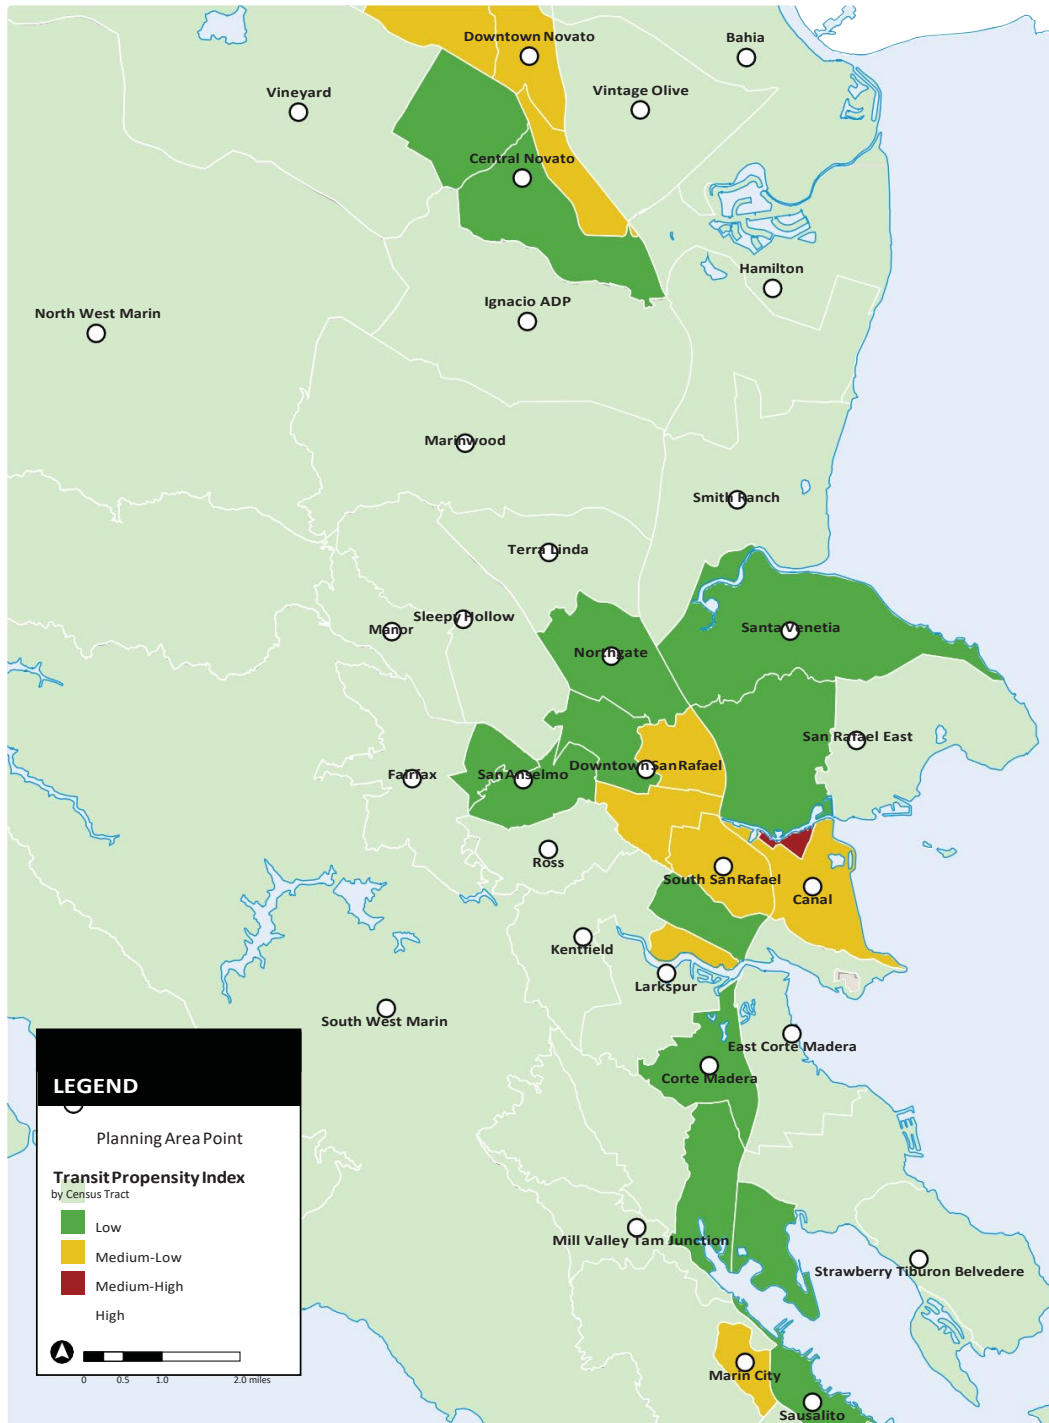 Downtown Novato
Bahia
Vineyard
Vintage Olive
Central Novato
Hamilton
Ignacio ADP
North West Marin
Marinwood
Smith Ranch
Terra Linda
Sleepy Hollow
Manor
Santa Venetia
Northgate
San Rafael East
Downtown San Rafael
Fairfax
San Anselmo
Ross
South San Rafael
Canal
Kentfield
Larkspur
South West Marin
East Corte Madera
Corte Madera
Mill Valley Tam Junction
Strawberry Tiburon Belvedere
Marin City
Sausalito
LEGEND
Planning Area Point
Transit Propensity Index
by Census Tract
Low
Medium-Low
Medium-High
High
0 0.5 1.0 2.0 miles